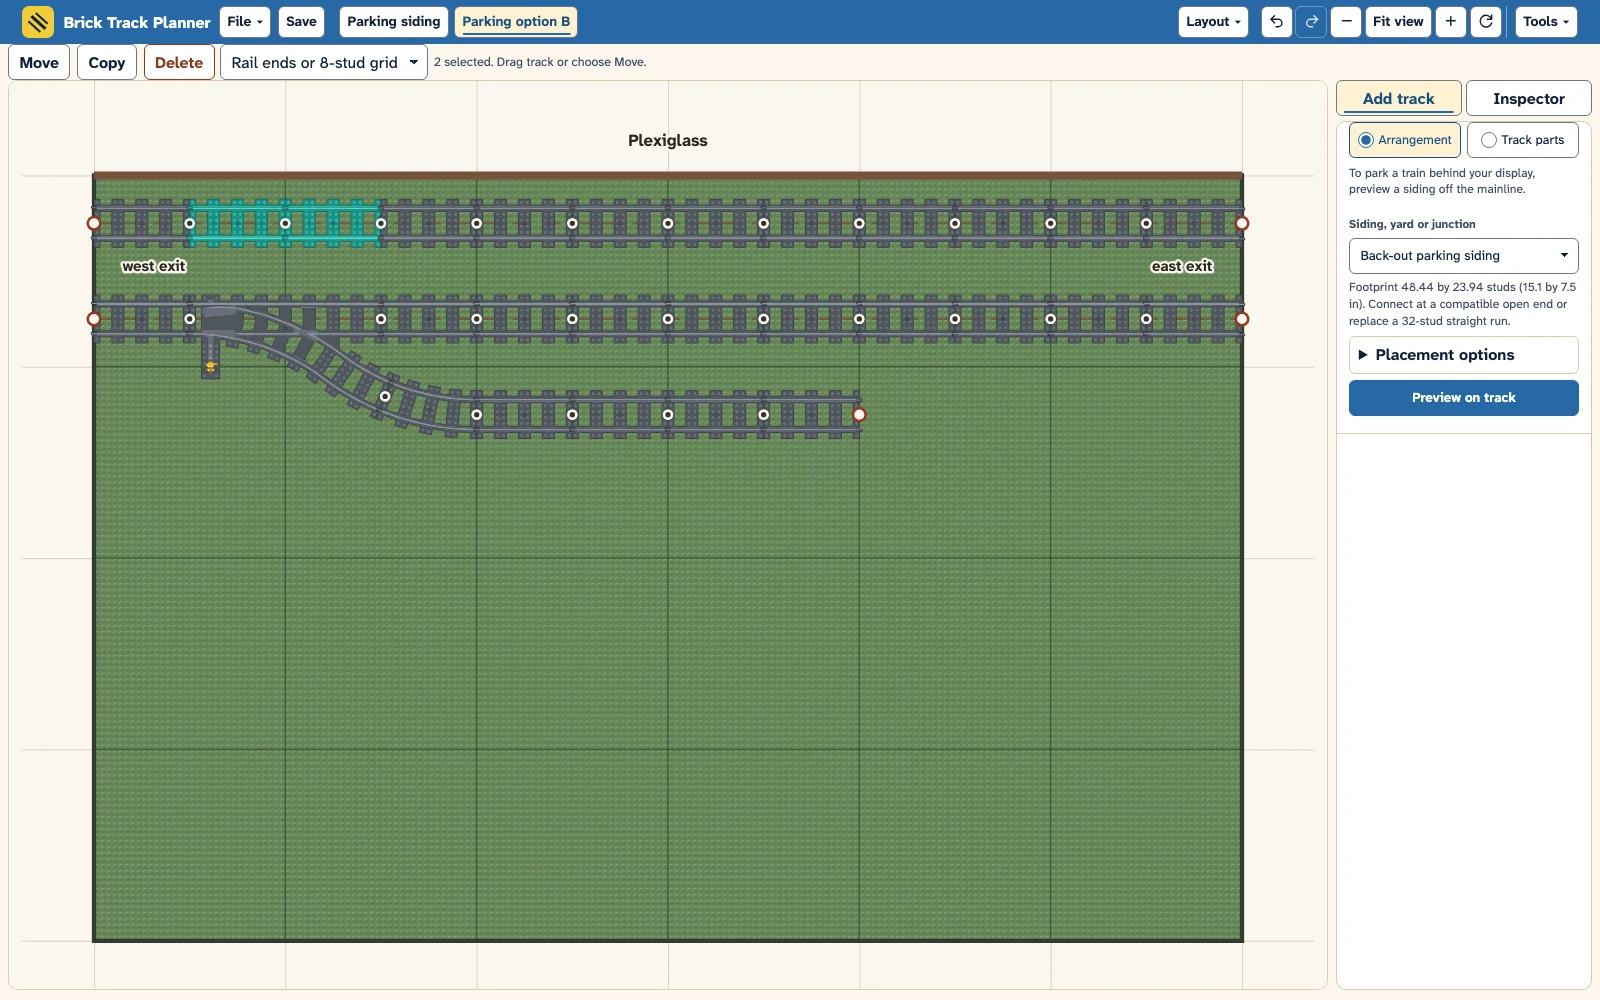 Brick Track Planner
File
Save
Parking siding
Parking option B
Layout
Fit view
Tools
Move
Copy
Delete
Rail ends or 8-stud grid
2 selected. Drag track or choose Move.
Add track
Inspector
Arrangement
Track parts
To park a train behind your display,
preview a siding off the mainline.
Siding, yard or junction
Back-out parking siding
Footprint 48.44 by 23.94 studs (15.1 by 7.5
in). Connect at a compatible open end or
replace a 32-stud straight run.
Placement options
Preview on track
Plexiglass
west exit
east exit